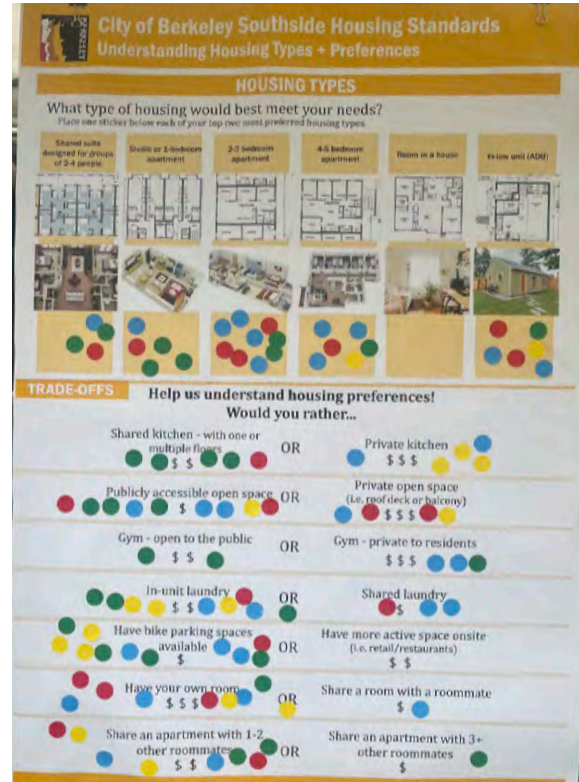 BERKELEY
City of Berkeley Southside Housing Standards
Understanding Housing Types + Preferences
HOUSING TYPES
What type of housing would best meet your needs?
Place one sticker below each of your top two most preferred housing types.
Shared suite
designed for groups
of 2-4 people
Studio or 1-bedroom
apartment
2-3 bedroom
apartment
4-5 bedroom
apartment
Room in a house
In-law unit (ADU)
TRADE-OFFS
Help us understand housing preferences!
Would you rather...
Shared kitchen - with one or
multiple floors
$ $
OR
Private kitchen
$ $ $
Publicly accessible open space
$
OR
Private open space
(i.e. roof deck or balcony)
$ $ $
Gym - open to the public
$ $
OR
Gym - private to residents
$ $ $
In-unit laundry
$ $
OR
Shared laundry
$
Have bike parking spaces
available
$
OR
Have more active space onsite
(i.e. retail/restaurants)
$ $
Have your own room
$ $ $
OR
Share a room with a roommate
$
Share an apartment with 1-2
other roommates
$ $
OR
Share an apartment with 3+
other roommates
$